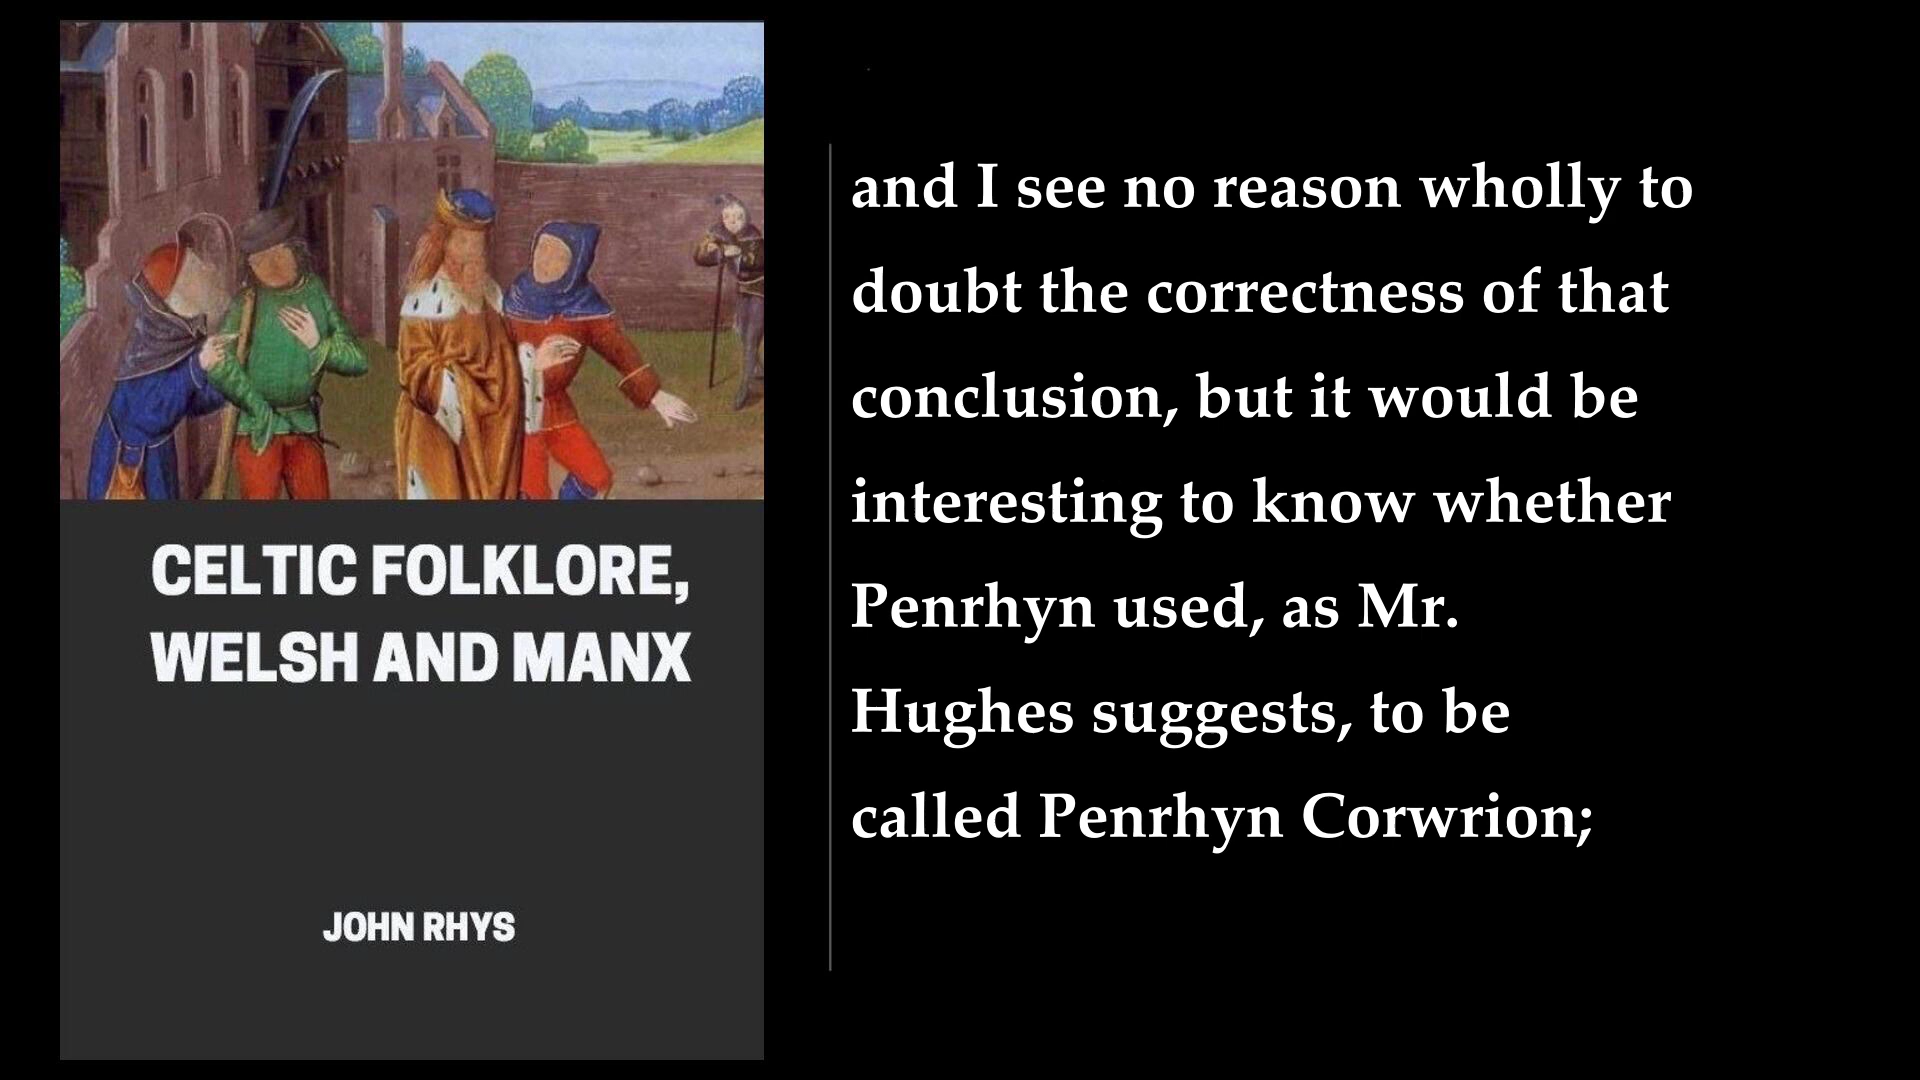 CELTIC FOLKLORE,
WELSH AND MANX
JOHN RHYS
and I see no reason wholly to
doubt the correctness of that
conclusion, but it would be
interesting to know whether
Penrhyn used, as Mr.
Hughes suggests, to be
called Penrhyn Corwrion;